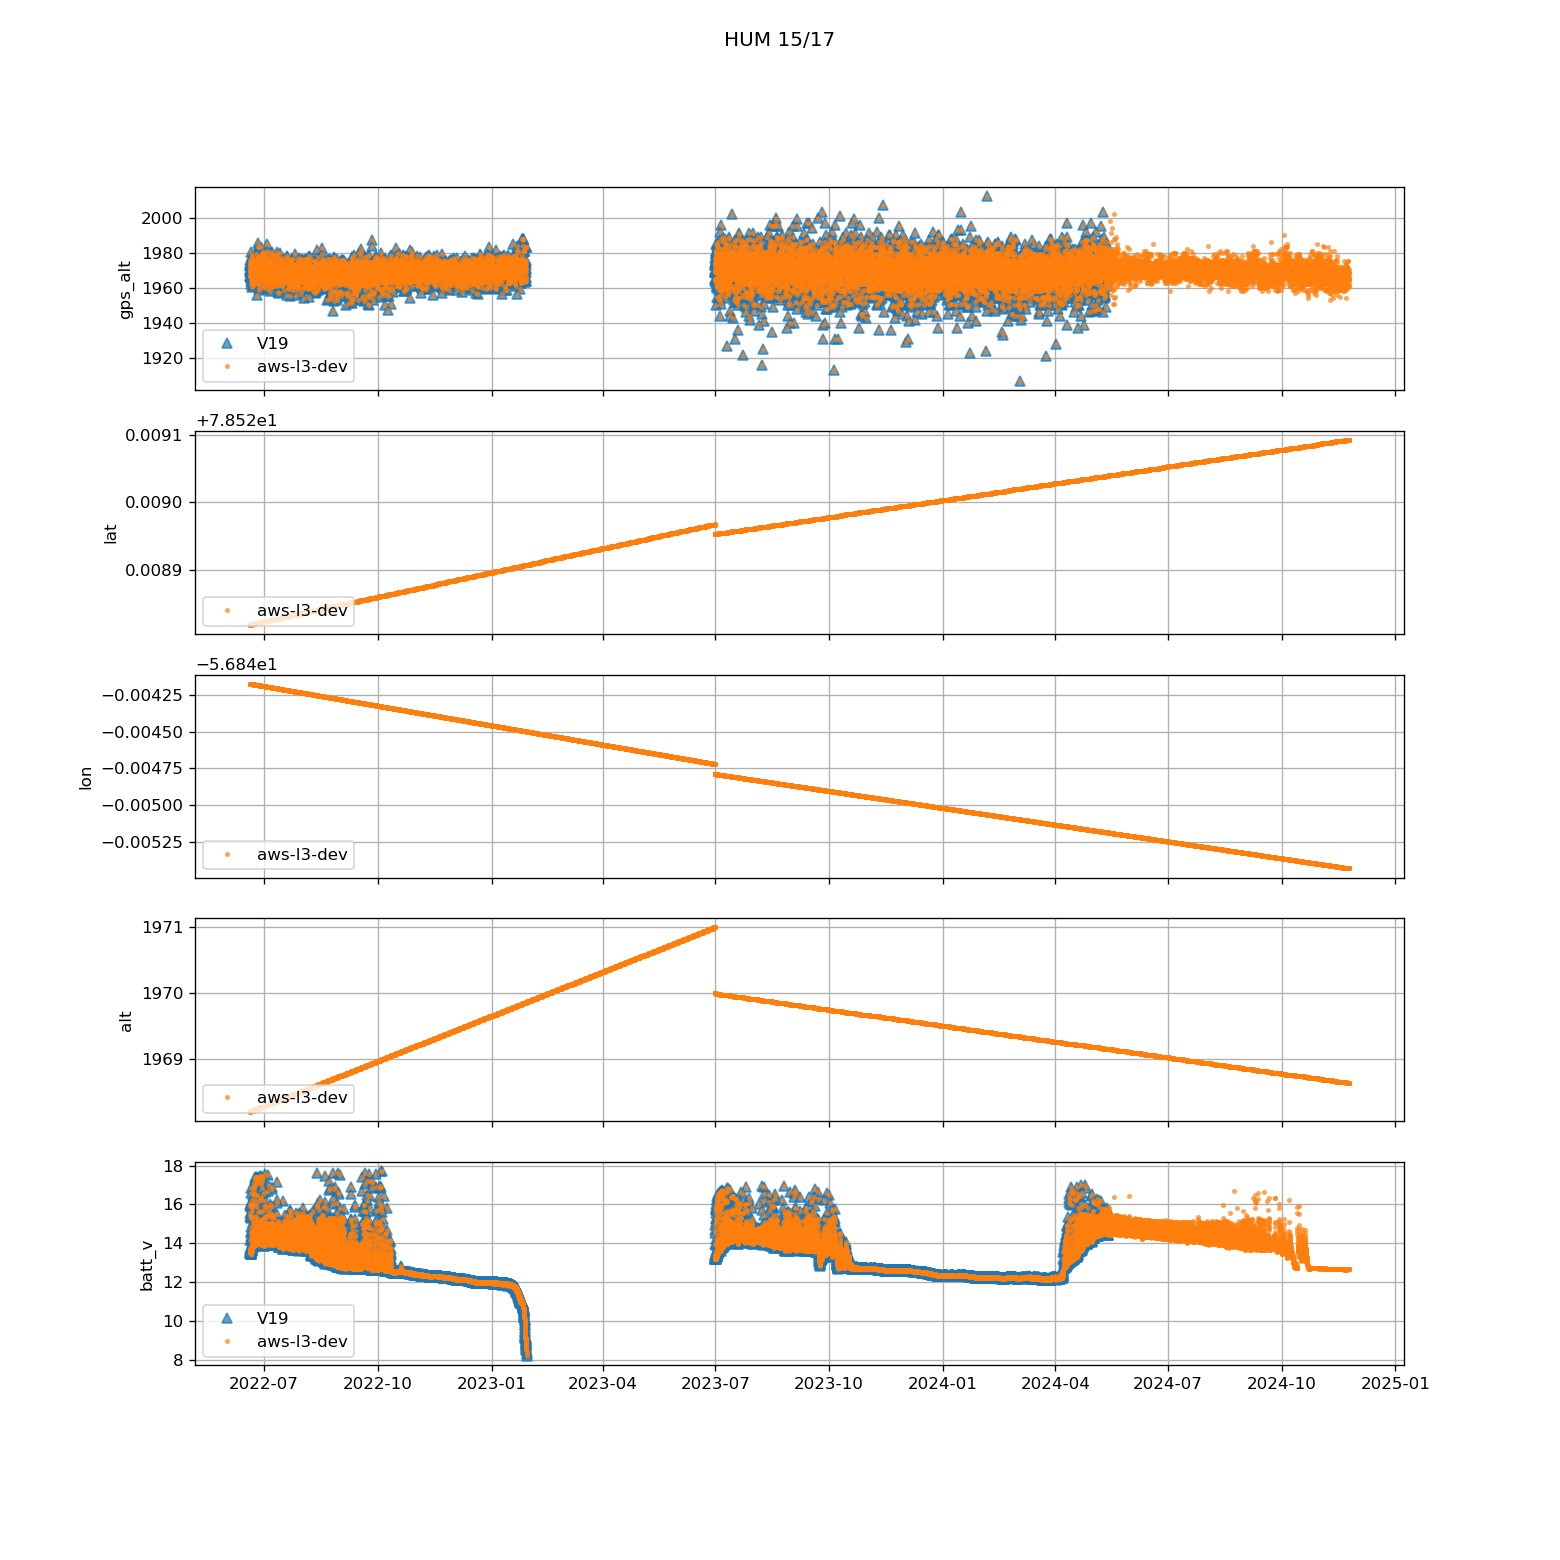 HUM 15/17
2000
1980
1960
1940
1920
gps_alt
V19
aws-l3-dev
+7.852e1
0.0091
0.0090
0.0089
lat
aws-l3-dev
−5.684e1
−0.00425
−0.00450
−0.00475
−0.00500
−0.00525
lon
aws-l3-dev
1971
1970
1969
alt
aws-l3-dev
18
16
14
12
10
8
batt_v
V19
aws-l3-dev
2022-07 2022-10 2023-01 2023-04 2023-07 2023-10 2024-01 2024-04 2024-07 2024-10 2025-01